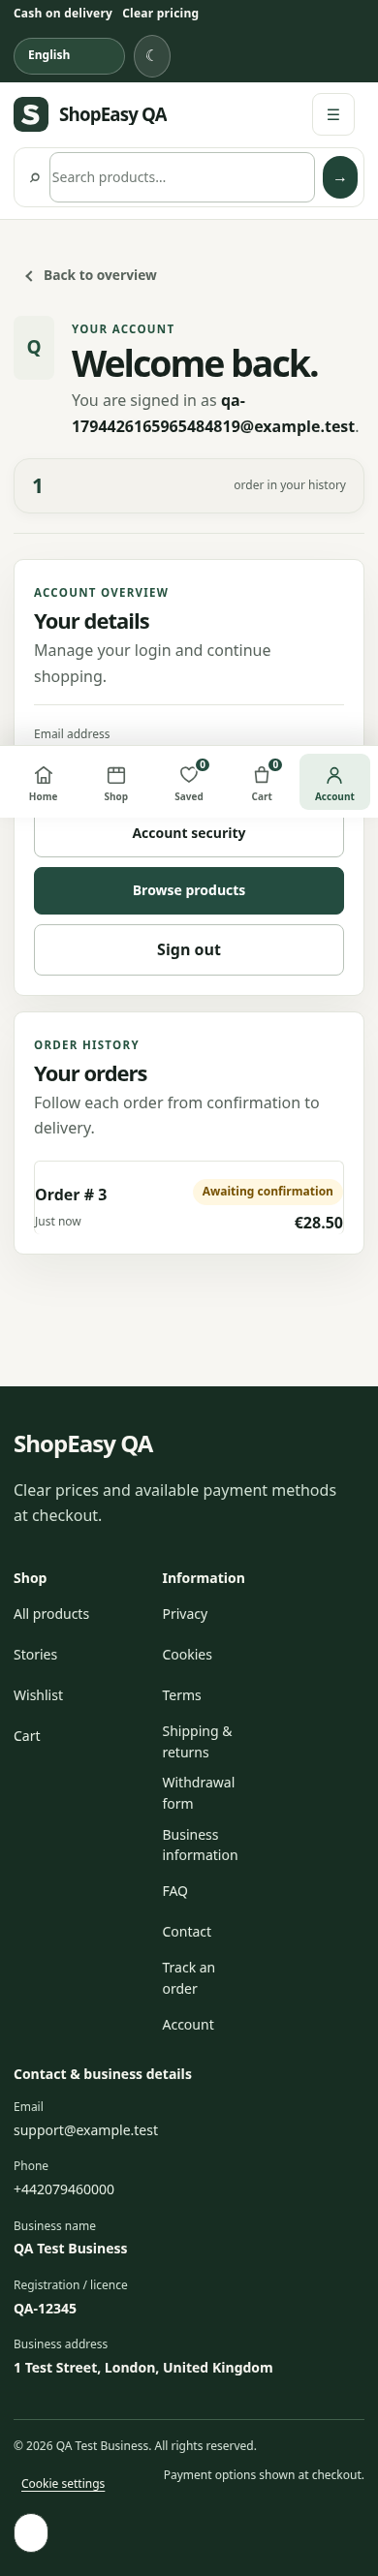 Cash on delivery Clear pricing
English
ShopEasy QA
Search products...
→
Back to overview
Q
YOUR ACCOUNT
Welcome back.
You are signed in as qa-
1794426165965484819@example.test.
1 order in your history
ACCOUNT OVERVIEW
Your details
Manage your login and continue
shopping.
Email address
0 0
Home Shop Saved Cart Account
Account security
Browse products
Sign out
ORDER HISTORY
Your orders
Follow each order from confirmation to
delivery.
Order # 3 Awaiting confirmation
Just now €28.50
ShopEasy QA
Clear prices and available payment methods
at checkout.
Shop Information
All products Privacy
Stories Cookies
Wishlist Terms
Cart Shipping &
returns
Withdrawal
form
Business
information
FAQ
Contact
Track an
order
Account
Contact & business details
Email
support@example.test
Phone
+442079460000
Business name
QA Test Business
Registration / licence
QA-12345
Business address
1 Test Street, London, United Kingdom
© 2026 QA Test Business. All rights reserved.
Payment options shown at checkout.
Cookie settings